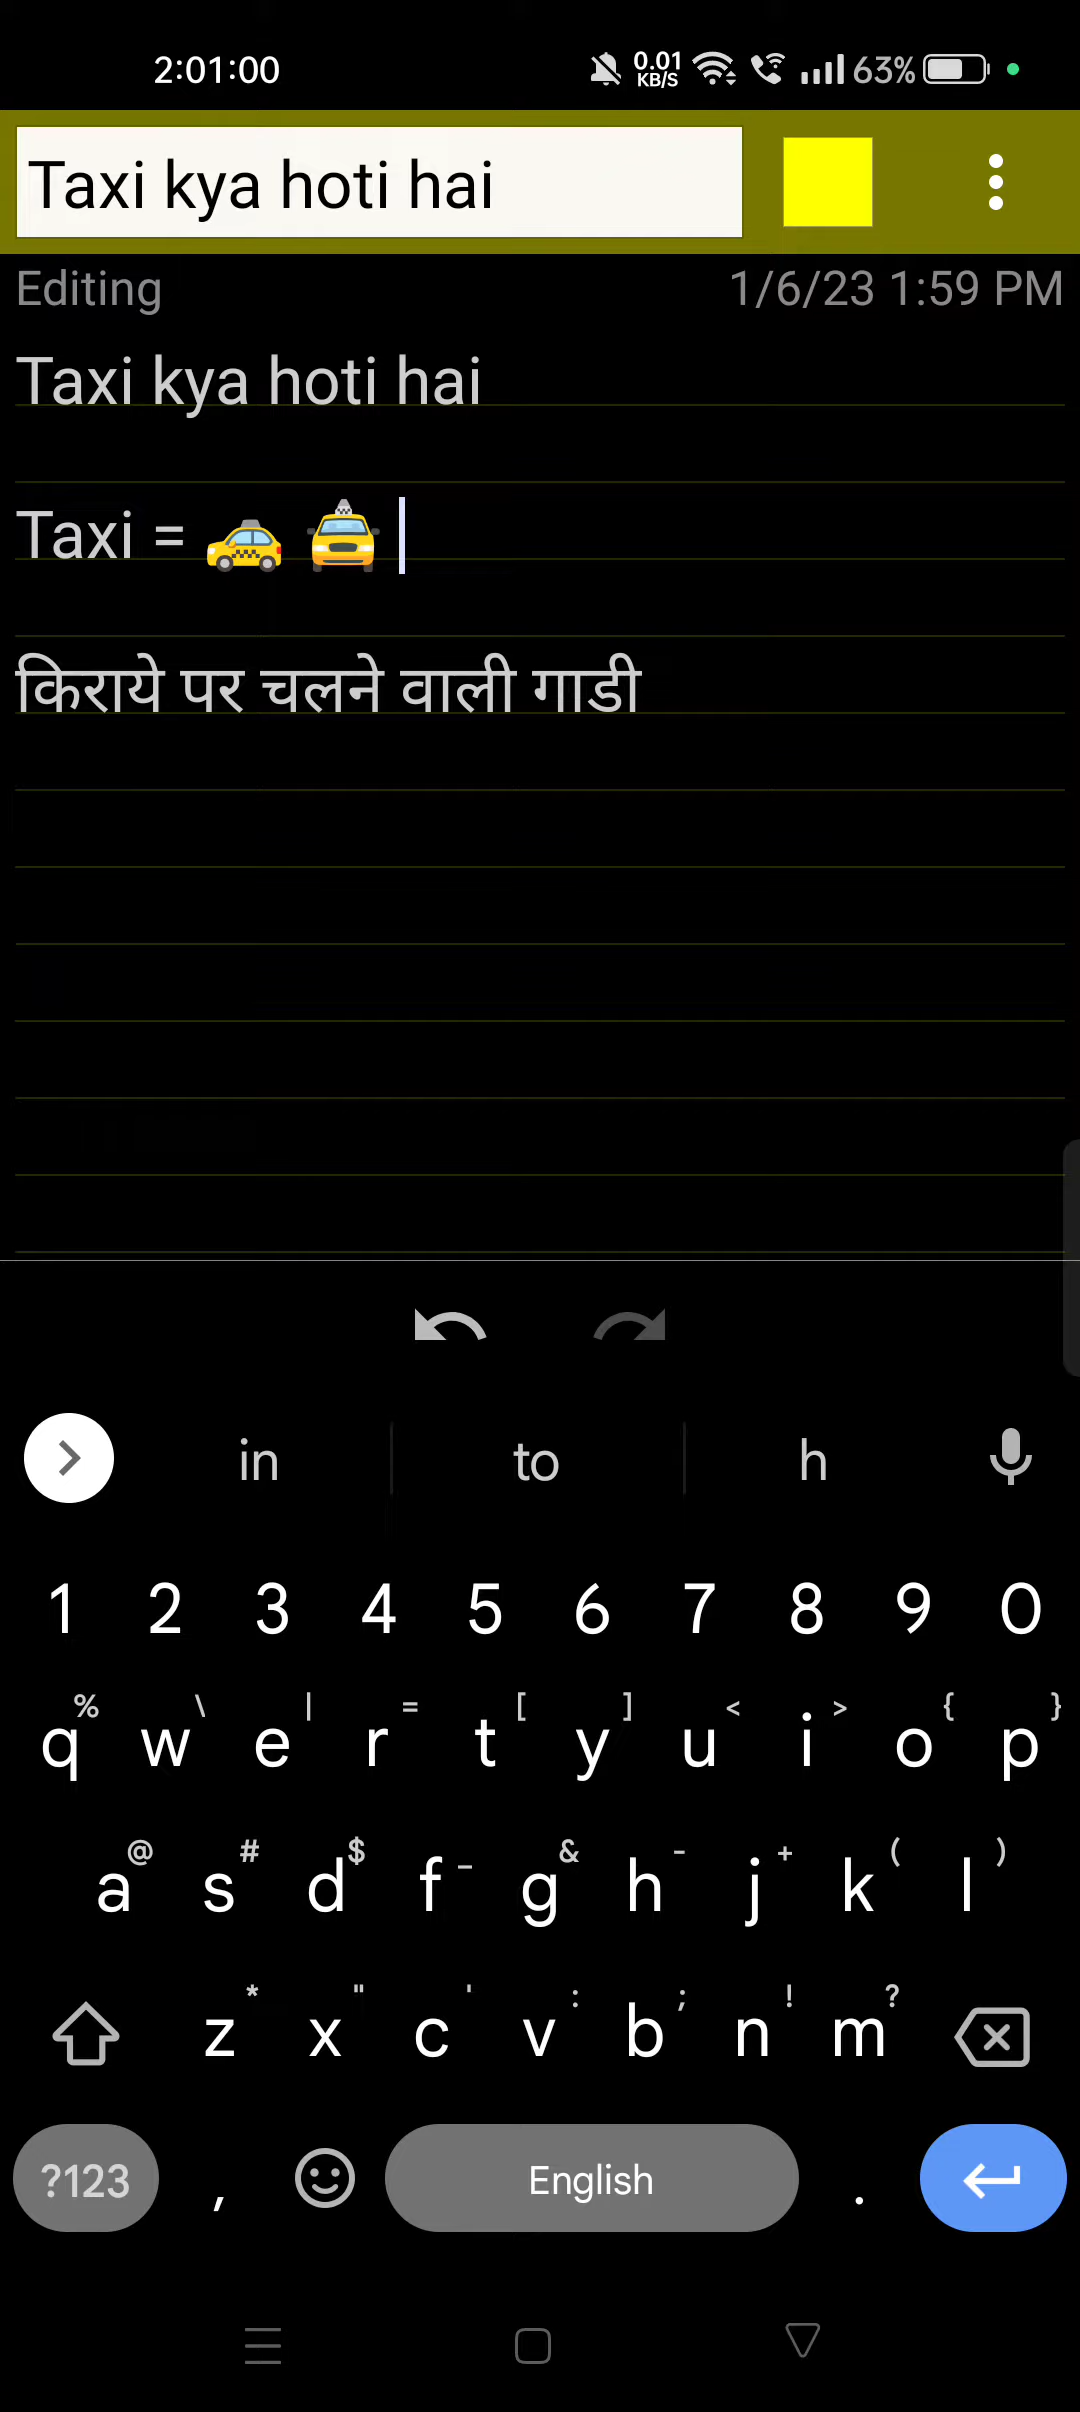 2:01:00 0.01 KB/S 63%
Taxi kya hoti hai
Editing 1/6/23 1:59 PM
Taxi kya hoti hai
Taxi = 🚕 🚖
किराये पर चलने वाली गाडी
in to h
1 2 3 4 5 6 7 8 9 0
% \ | = [ ] < > { }
q w e r t y u i o p
@ # $ _ & - + ( )
a s d f g h j k l
* " ' : ; ! ?
z x c v b n m
?123 , English .